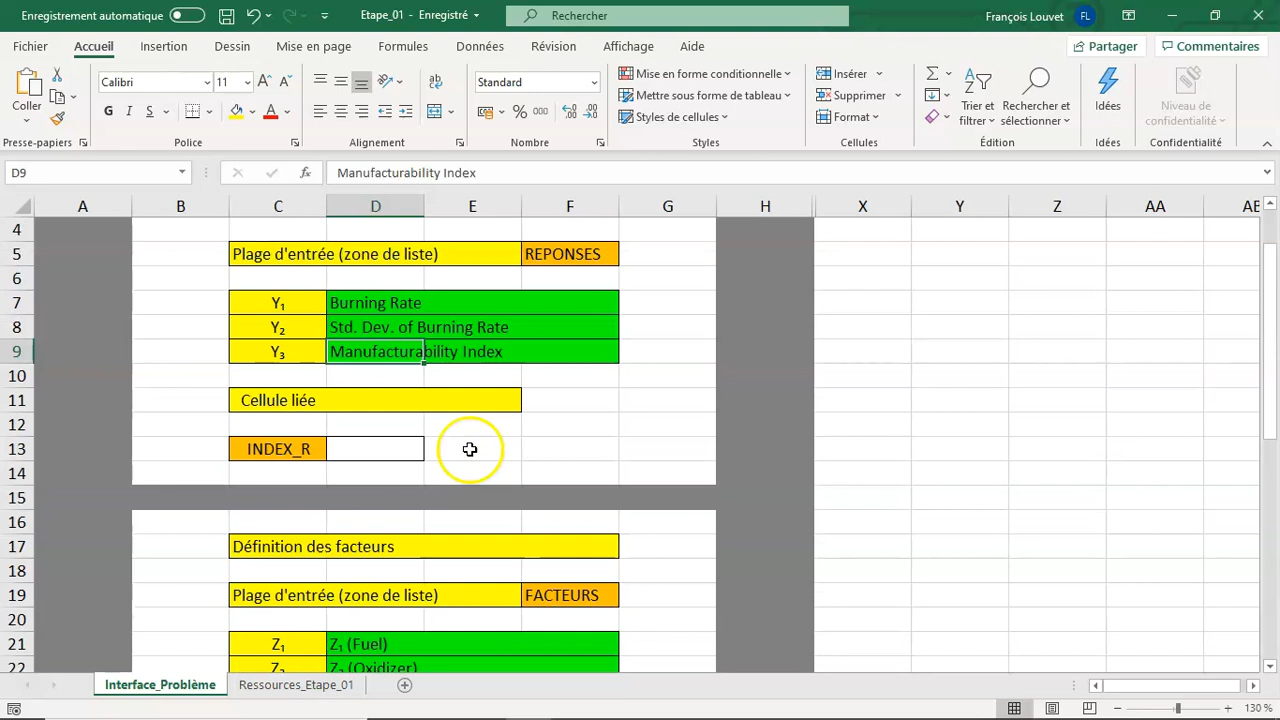 Enregistrement automatique
Etape_01 - Enregistré
Rechercher
François Louvet
FL
Fichier
Accueil
Insertion
Dessin
Mise en page
Formules
Données
Révision
Affichage
Aide
Partager
Commentaires
Coller
Calibri
11
Standard
Mise en forme conditionnelle
Mettre sous forme de tableau
Styles de cellules
Insérer
Supprimer
Format
Trier et filtrer
Rechercher et sélectionner
Idées
Niveau de confidentialité
Presse-papiers
Police
Alignement
Nombre
Styles
Cellules
Édition
Idées
Confidentialité
D9
fx
Manufacturability Index
A B C D E F G H X Y Z AA AB
4
5 Plage d'entrée (zone de liste) REPONSES
6
7 Y₁ Burning Rate
8 Y₂ Std. Dev. of Burning Rate
9 Y₃ Manufacturability Index
10
11 Cellule liée
12
13 INDEX_R
14
15
16
17 Définition des facteurs
18
19 Plage d'entrée (zone de liste) FACTEURS
20
21 Z₁ Z₁ (Fuel)
22 Z₂ Z₂ (Oxidizer)
Interface_Problème
Ressources_Etape_01
130 %